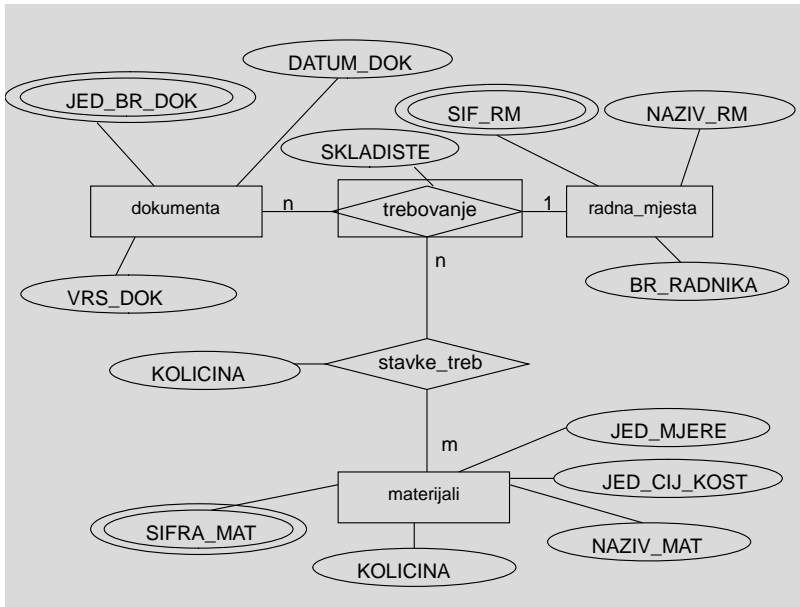 DATUM_DOK
JED_BR_DOK
SIF_RM
NAZIV_RM
SKLADISTE
dokumenta
n
trebovanje
1
radna_mjesta
n
VRS_DOK
BR_RADNIKA
KOLICINA
stavke_treb
JED_MJERE
m
JED_CIJ_KOST
materijali
SIFRA_MAT
NAZIV_MAT
KOLICINA